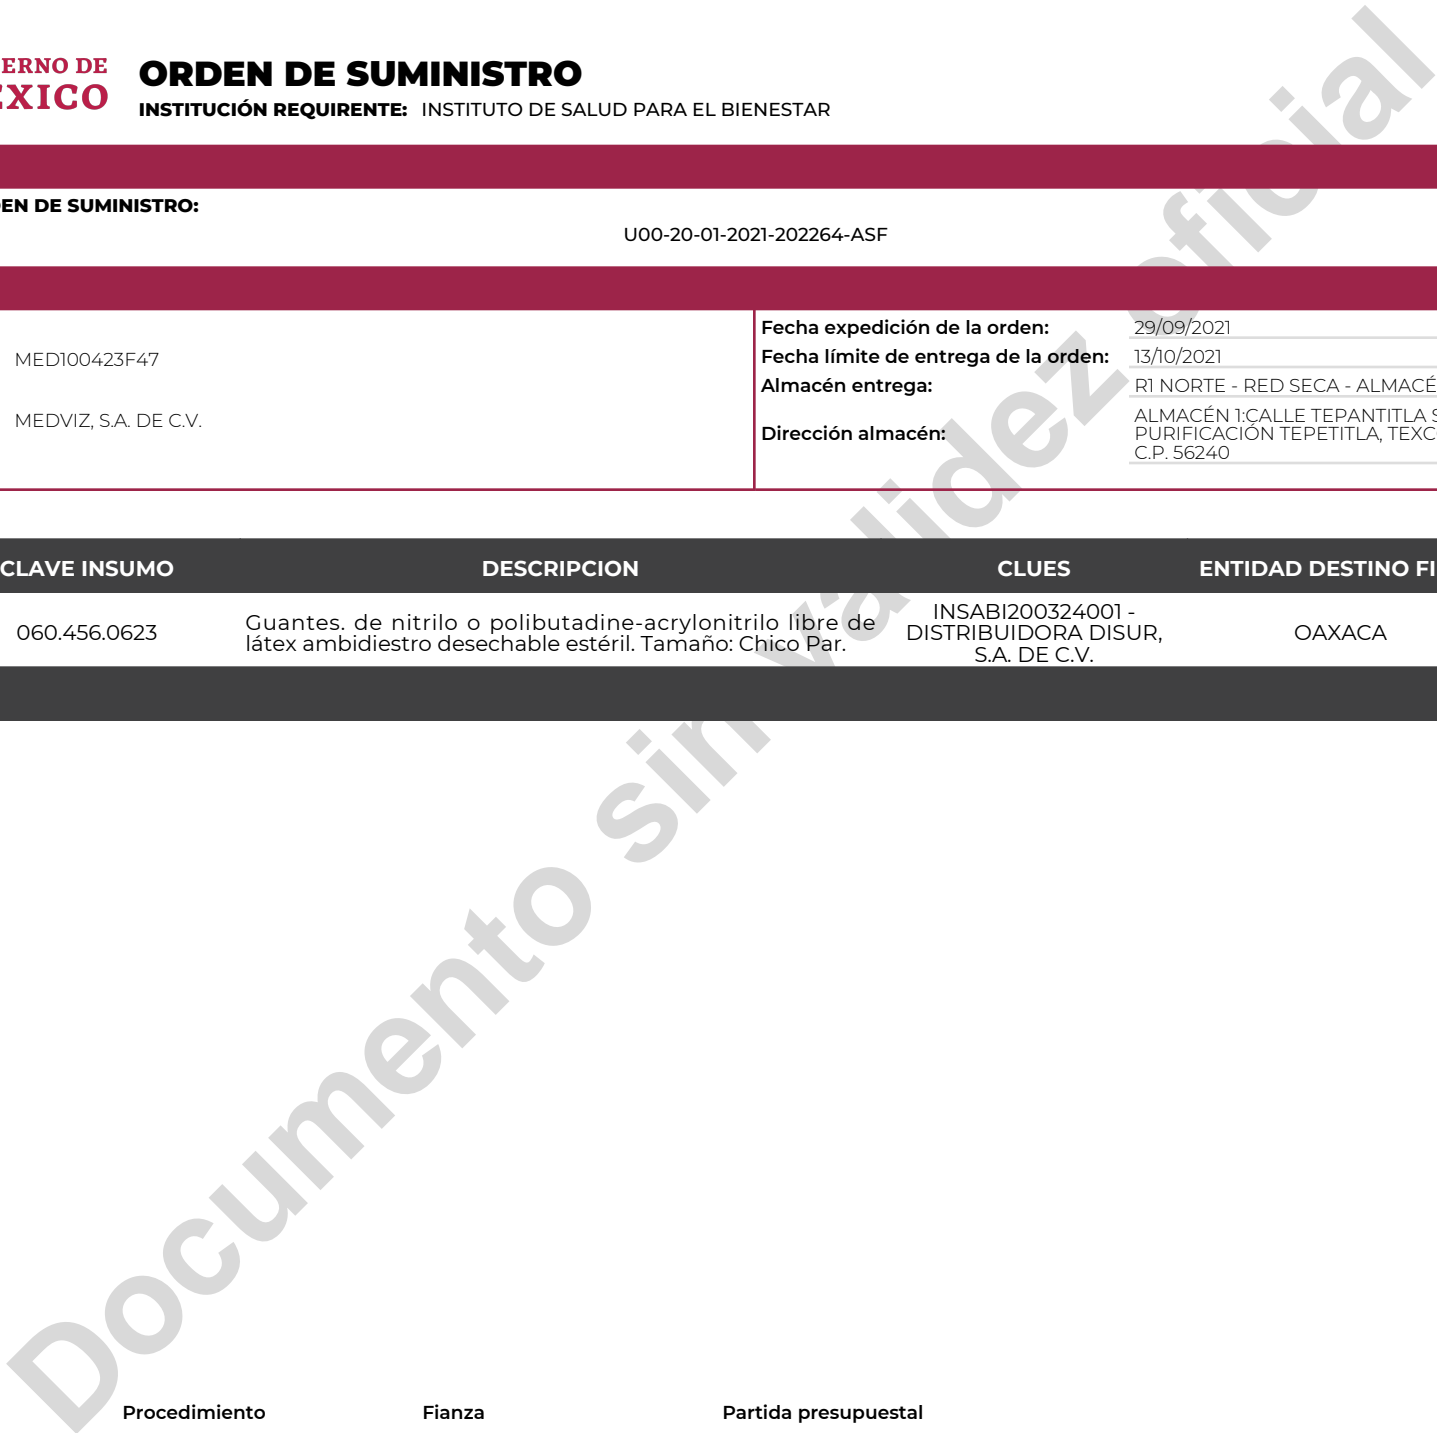 ERNO DE
EXICO
ORDEN DE SUMINISTRO
INSTITUCIÓN REQUIRENTE: INSTITUTO DE SALUD PARA EL BIENESTAR
EN DE SUMINISTRO:
U00-20-01-2021-202264-ASF
MED100423F47
MEDVIZ, S.A. DE C.V.
Fecha expedición de la orden: 29/09/2021
Fecha límite de entrega de la orden: 13/10/2021
Almacén entrega: R1 NORTE - RED SECA - ALMACÉ
Dirección almacén: ALMACÉN 1:CALLE TEPANTITLA S
PURIFICACIÓN TEPETITLA, TEXC
C.P. 56240
CLAVE INSUMO DESCRIPCION CLUES ENTIDAD DESTINO FI
060.456.0623
Guantes. de nitrilo o polibutadine-acrylonitrilo libre de
látex ambidiestro desechable estéril. Tamaño: Chico Par.
INSABI200324001 -
DISTRIBUIDORA DISUR,
S.A. DE C.V.
OAXACA
Documento sin validez oficial
Procedimiento Fianza Partida presupuestal